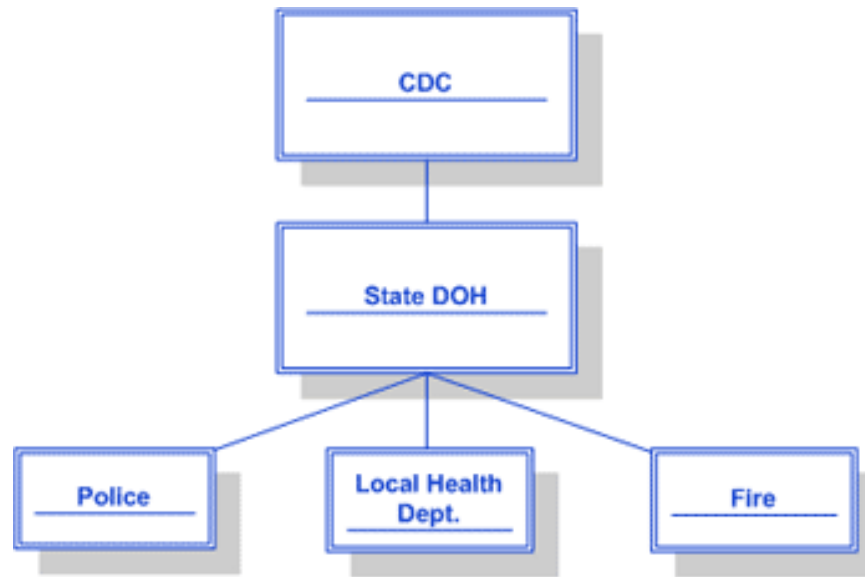 CDC
State DOH
Police
Local Health
Dept.
Fire